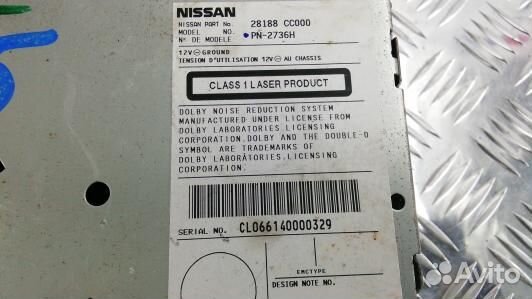 NISSAN
NISSAN PART No. 28188 CC000
MODEL NO. PN-2736H
Nº DE MODELE
12V⊖GROUND
TENSION D'UTILISATION 12V⊖ AU CHASSIS
CLASS 1 LASER PRODUCT
DOLBY NOISE REDUCTION SYSTEM
MANUFACTURED UNDER LICENSE FROM
DOLBY LABORATORIES LICENSING
CORPORATION.DOLBY AND THE DOUBLE-D
SYMBOL ARE TRADEMARKS OF
DOLBY LABORATORIES LICENSING
CORPORATION.
SERIAL NO. CL066140000329
EMCTYPE
DESIGN NOTE NO.
Avito